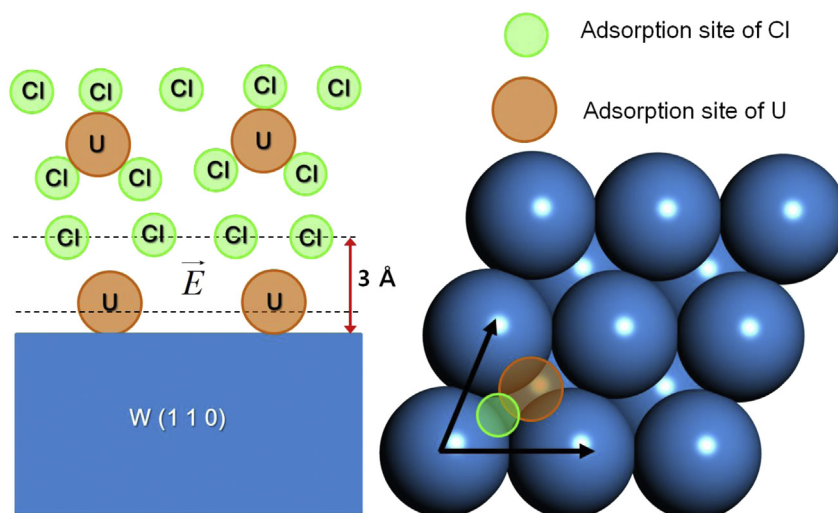 Adsorption site of Cl
Adsorption site of U
Cl Cl Cl Cl Cl
U U
Cl Cl Cl Cl
Cl Cl Cl Cl
E
3 Å
U U
W (1 1 0)